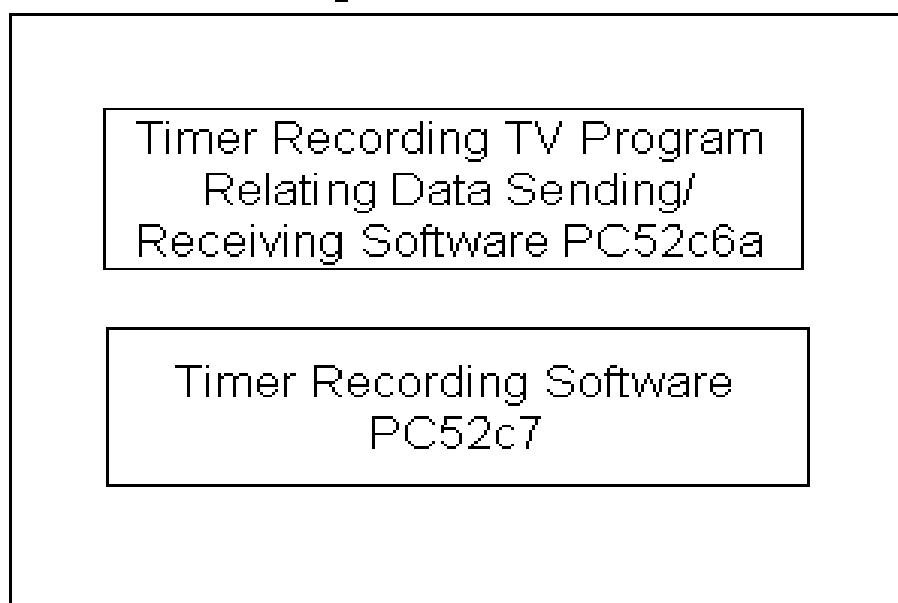 Timer Recording TV Program
Relating Data Sending/
Receiving Software PC52c6a
Timer Recording Software
PC52c7